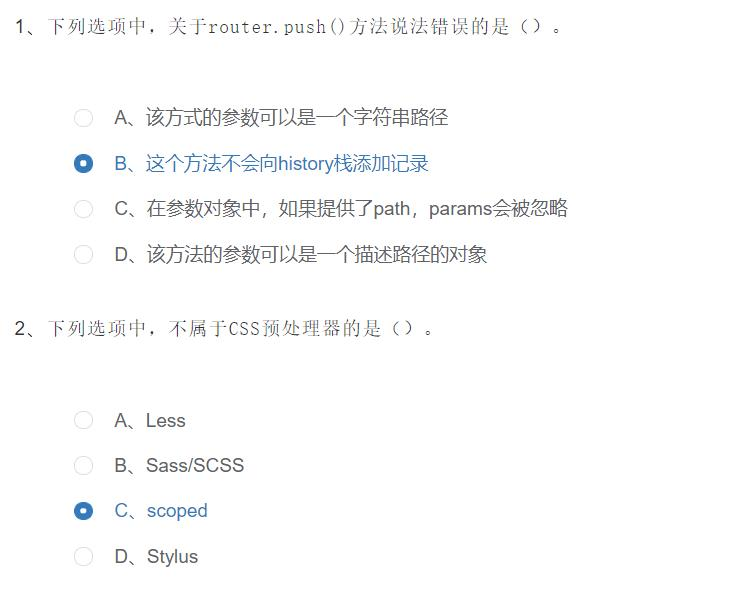 1、下列选项中，关于router.push()方法说法错误的是（）。
A、该方式的参数可以是一个字符串路径
B、这个方法不会向history栈添加记录
C、在参数对象中，如果提供了path，params会被忽略
D、该方法的参数可以是一个描述路径的对象
2、下列选项中，不属于CSS预处理器的是（）。
A、Less
B、Sass/SCSS
C、scoped
D、Stylus